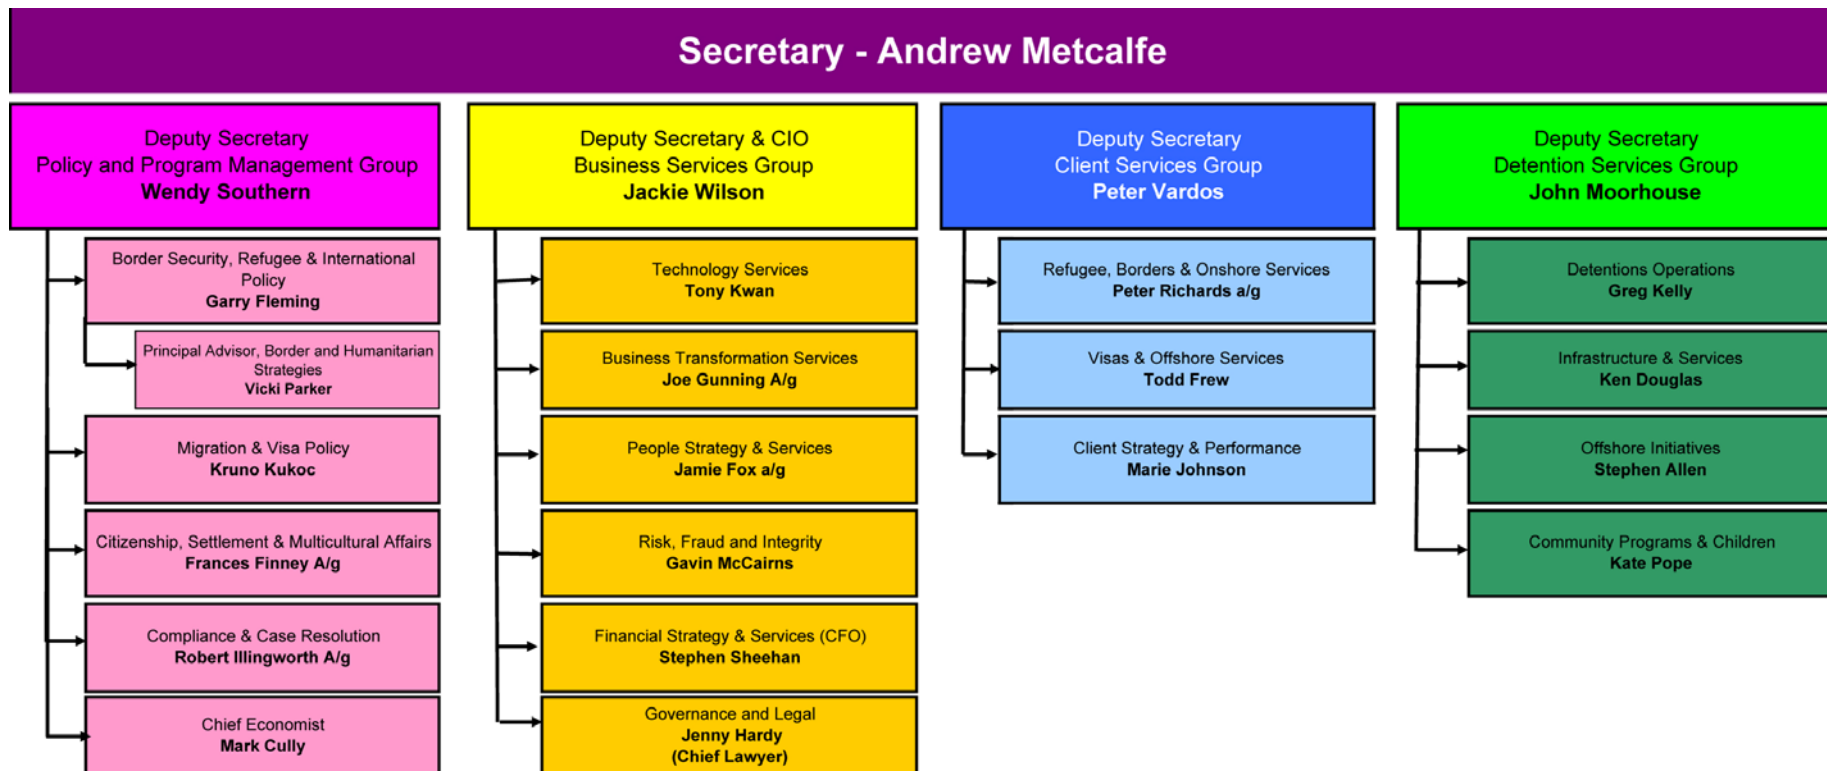 Secretary - Andrew Metcalfe
Deputy Secretary
Policy and Program Management Group
Wendy Southern
Border Security, Refugee & International
Policy
Garry Fleming
Principal Advisor, Border and Humanitarian
Strategies
Vicki Parker
Migration & Visa Policy
Kruno Kukoc
Citizenship, Settlement & Multicultural Affairs
Frances Finney A/g
Compliance & Case Resolution
Robert Illingworth A/g
Chief Economist
Mark Cully
Deputy Secretary & CIO
Business Services Group
Jackie Wilson
Technology Services
Tony Kwan
Business Transformation Services
Joe Gunning A/g
People Strategy & Services
Jamie Fox a/g
Risk, Fraud and Integrity
Gavin McCairns
Financial Strategy & Services (CFO)
Stephen Sheehan
Governance and Legal
Jenny Hardy
(Chief Lawyer)
Deputy Secretary
Client Services Group
Peter Vardos
Refugee, Borders & Onshore Services
Peter Richards a/g
Visas & Offshore Services
Todd Frew
Client Strategy & Performance
Marie Johnson
Deputy Secretary
Detention Services Group
John Moorhouse
Detentions Operations
Greg Kelly
Infrastructure & Services
Ken Douglas
Offshore Initiatives
Stephen Allen
Community Programs & Children
Kate Pope